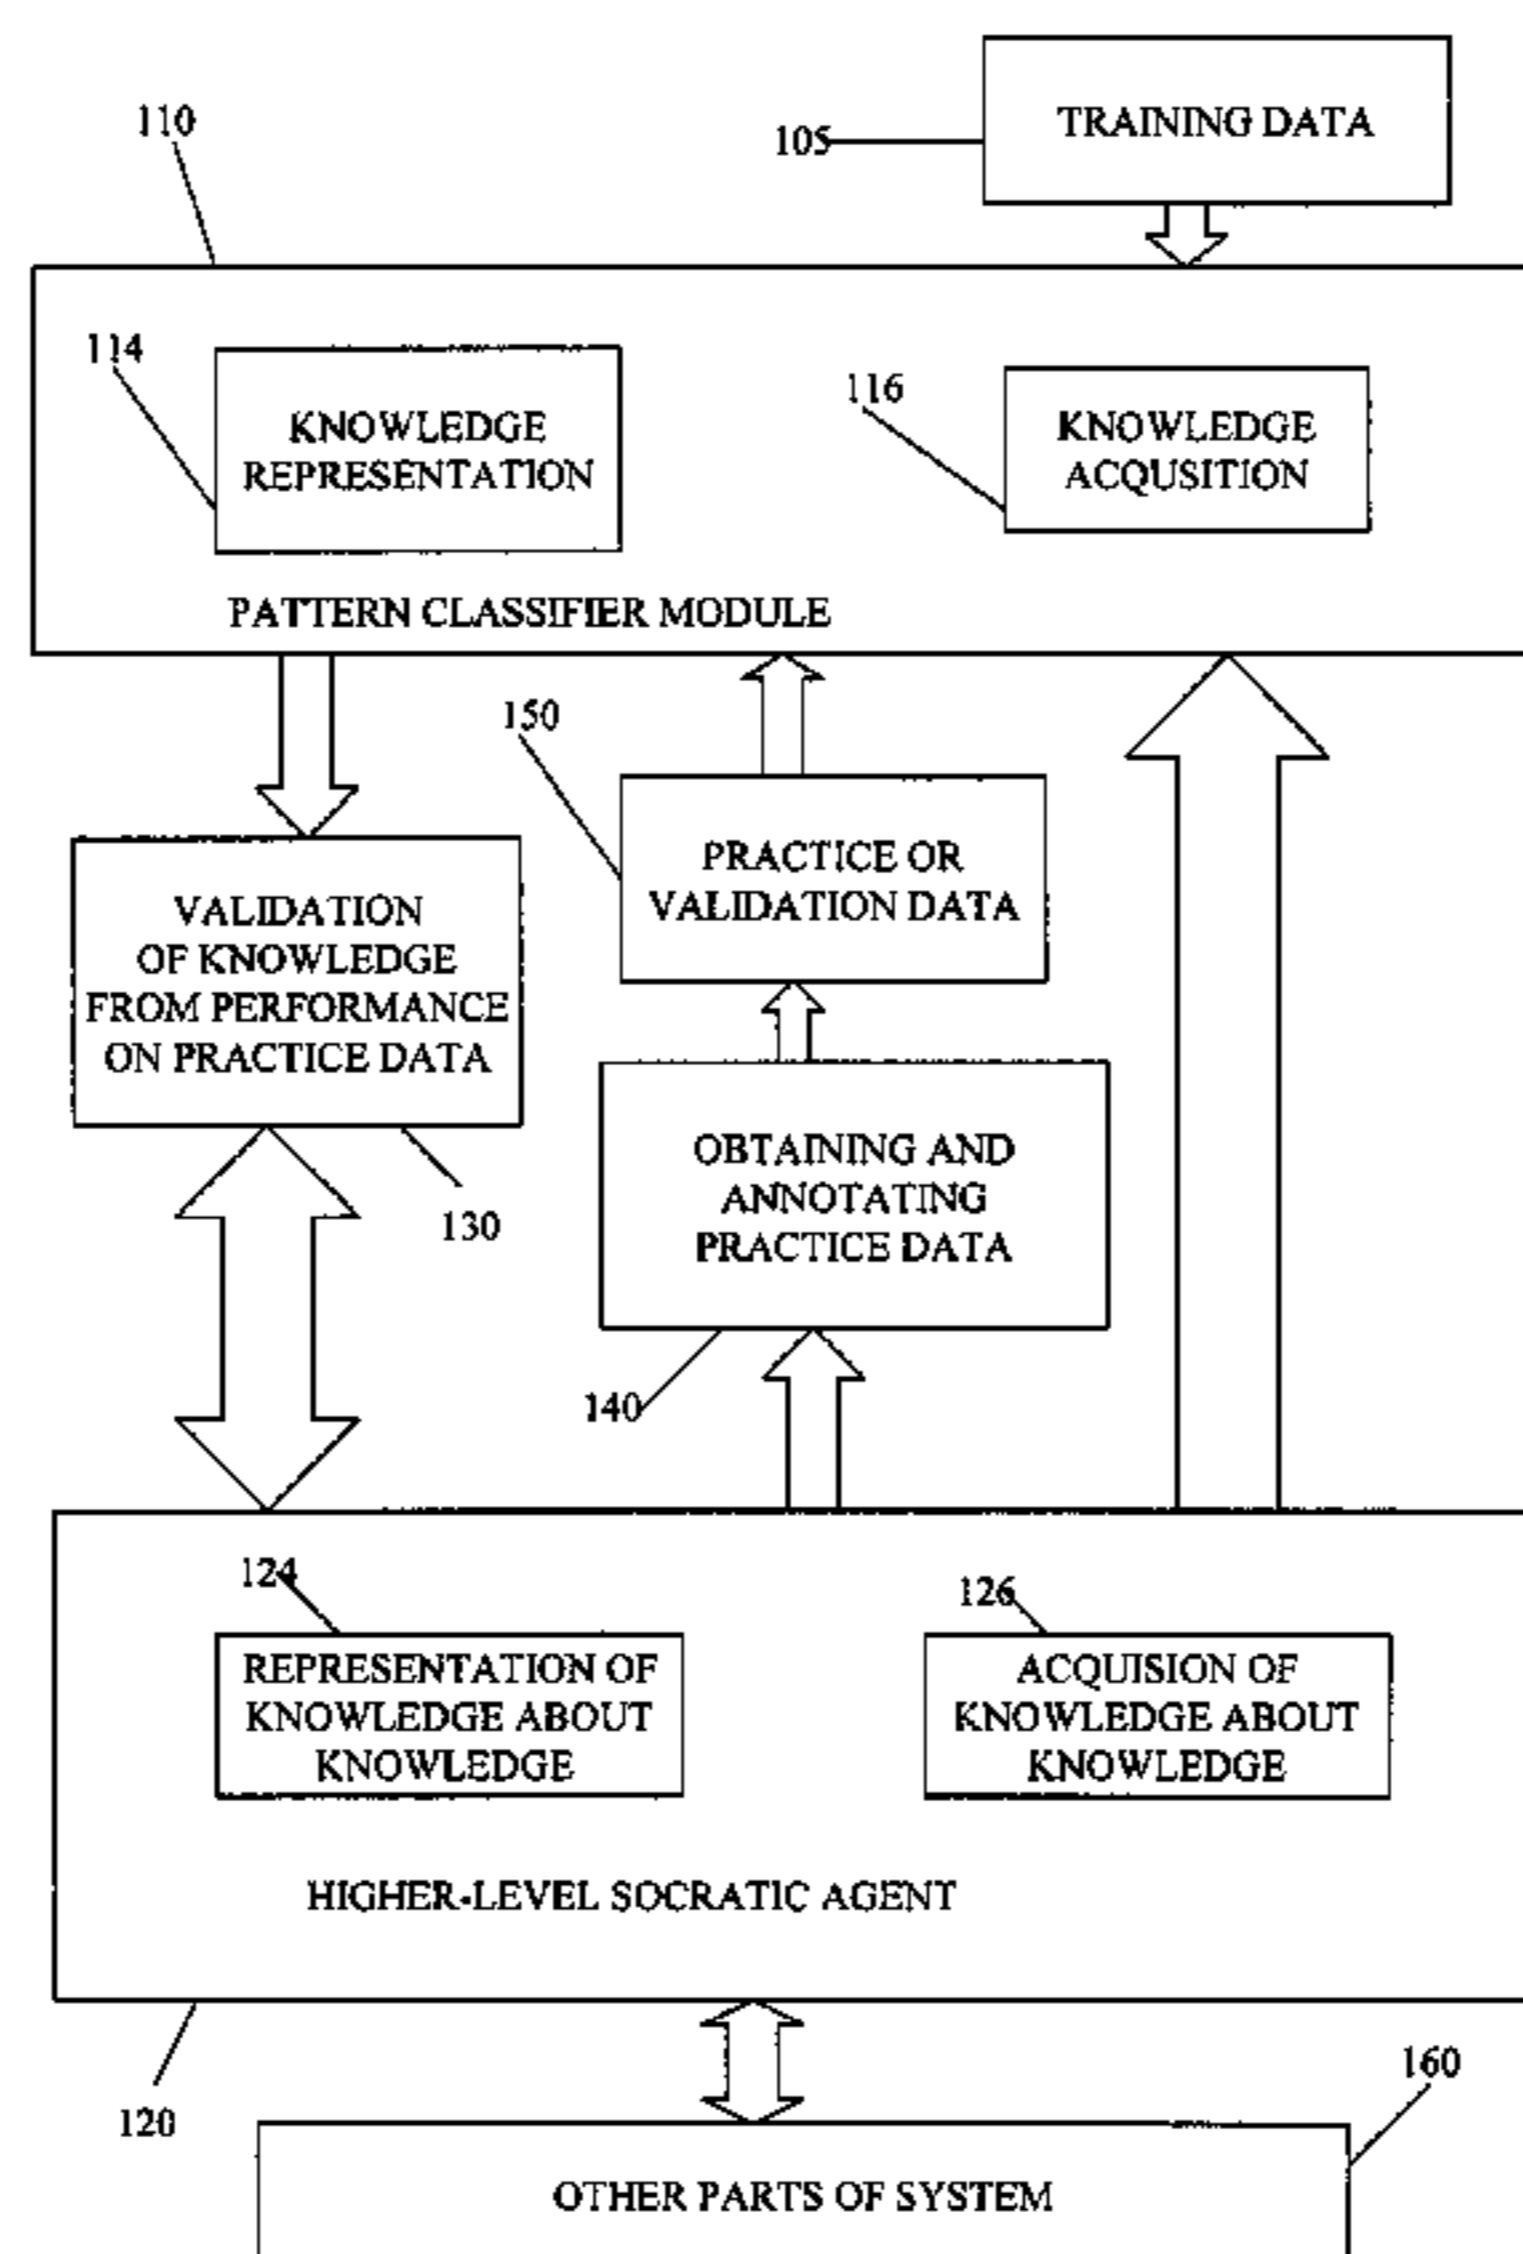 110
105
TRAINING DATA
114
KNOWLEDGE
REPRESENTATION
116
KNOWLEDGE
ACQUSITION
PATTERN CLASSIFIER MODULE
150
PRACTICE OR
VALIDATION DATA
VALIDATION
OF KNOWLEDGE
FROM PERFORMANCE
ON PRACTICE DATA
130
OBTAINING AND
ANNOTATING
PRACTICE DATA
140
124
REPRESENTATION OF
KNOWLEDGE ABOUT
KNOWLEDGE
126
ACQUISION OF
KNOWLEDGE ABOUT
KNOWLEDGE
HIGHER-LEVEL SOCRATIC AGENT
120
160
OTHER PARTS OF SYSTEM